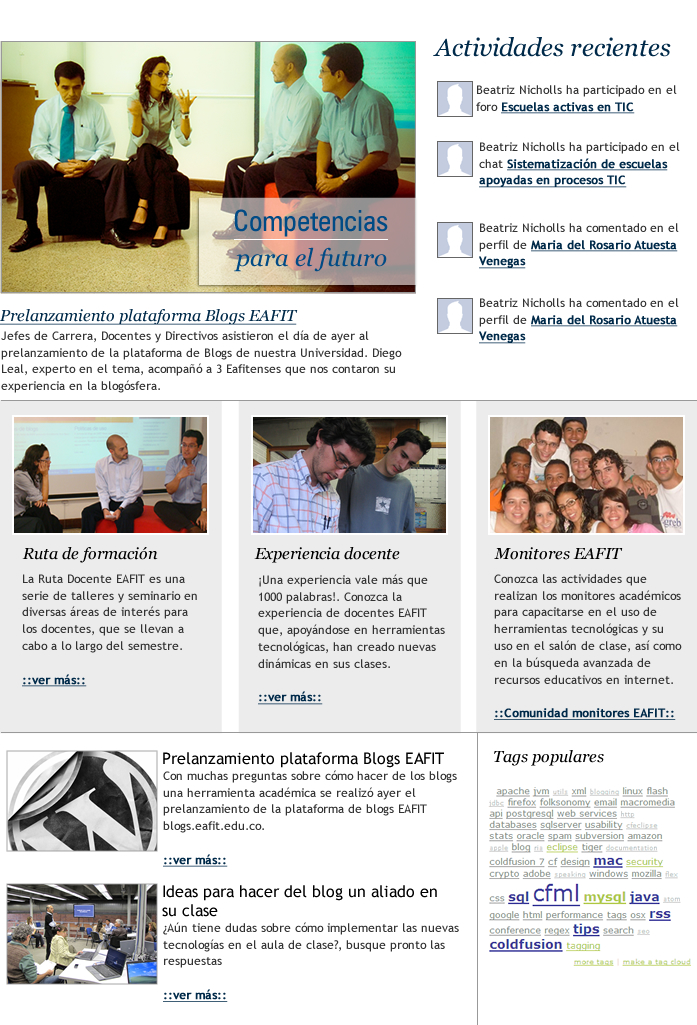 Competencias
para el futuro
Prelanzamiento plataforma Blogs EAFIT
Jefes de Carrera, Docentes y Directivos asistieron el día de ayer al
prelanzamiento de la plataforma de Blogs de nuestra Universidad. Diego
Leal, experto en el tema, acompañó a 3 Eafitenses que nos contaron su
experiencia en la blogósfera.
Actividades recientes
Beatriz Nicholls ha participado en el
foro Escuelas activas en TIC
Beatriz Nicholls ha participado en el
chat Sistematización de escuelas
apoyadas en procesos TIC
Beatriz Nicholls ha comentado en el
perfil de Maria del Rosario Atuesta
Venegas
Beatriz Nicholls ha comentado en el
perfil de Maria del Rosario Atuesta
Venegas
Ruta de formación
La Ruta Docente EAFIT es una
serie de talleres y seminario en
diversas áreas de interés para
los docentes, que se llevan a
cabo a lo largo del semestre.
::ver más::
Experiencia docente
¡Una experiencia vale más que
1000 palabras!. Conozca la
experiencia de docentes EAFIT
que, apoyándose en herramientas
tecnológicas, han creado nuevas
dinámicas en sus clases.
::ver más::
Monitores EAFIT
Conozca las actividades que
realizan los monitores académicos
para capacitarse en el uso de
herramientas tecnológicas y su
uso en el salón de clase, así como
en la búsqueda avanzada de
recursos educativos en internet.
::Comunidad monitores EAFIT::
Prelanzamiento plataforma Blogs EAFIT
Con muchas preguntas sobre cómo hacer de los blogs
una herramienta académica se realizó ayer el
prelanzamiento de la plataforma de blogs EAFIT
blogs.eafit.edu.co.
::ver más::
Ideas para hacer del blog un aliado en
su clase
¿Aún tiene dudas sobre cómo implementar las nuevas
tecnologías en el aula de clase?, busque pronto las
respuestas
::ver más::
Tags populares
apache jvm utils xml blogging linux flash
jdbc firefox folksonomy email macromedia
api postgresql web services http
databases sqlserver usability cfeclipse
stats oracle spam subversion amazon
apple blog ria eclipse tiger documentation
coldfusion 7 cf design mac security
crypto adobe speaking windows mozilla flex
css sql cfml mysql java atom
google html performance tags osx rss
conference regex tips search seo
coldfusion tagging
more tags | make a tag cloud